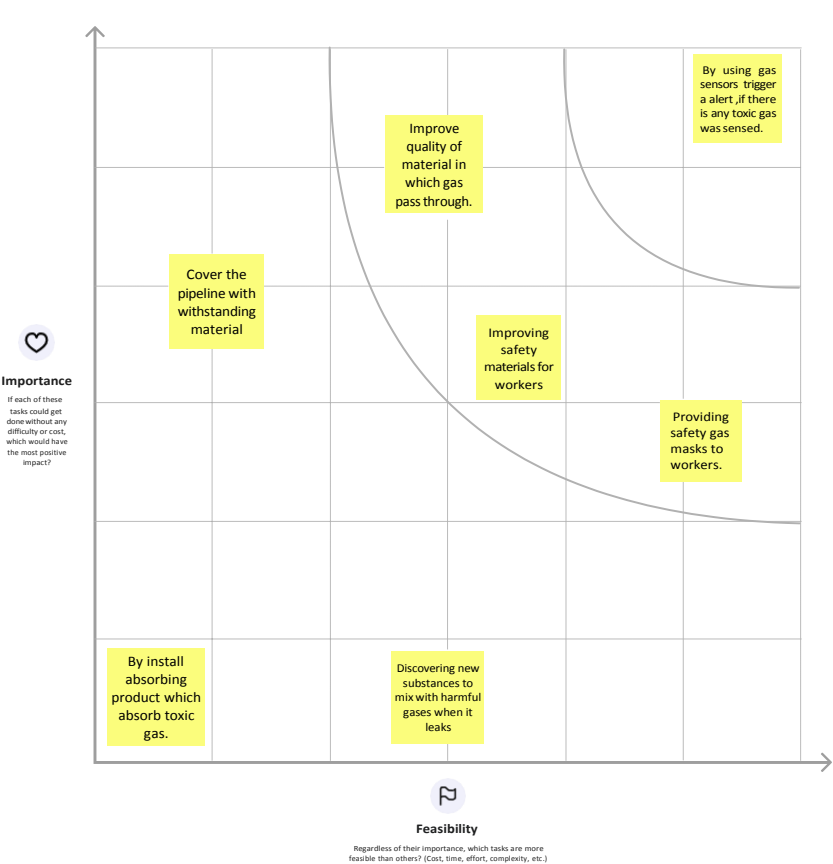 By using gas
sensors trigger
a alert ,if there
is any toxic gas
was sensed.
Improve
quality of
material in
which gas
pass through.
Cover the
pipeline with
withstanding
material
Improving
safety
materials for
workers
Importance
If each of these
tasks could get
done without any
difficulty or cost,
which would have
the most positive
impact?
Providing
safety gas
masks to
workers.
By install
absorbing
product which
absorb toxic
gas.
Discovering new
substances to
mix with harmful
gases when it
leaks
Feasibility
Regardless of their importance, which tasks are more
feasible than others? (Cost, time, effort, complexity, etc.)